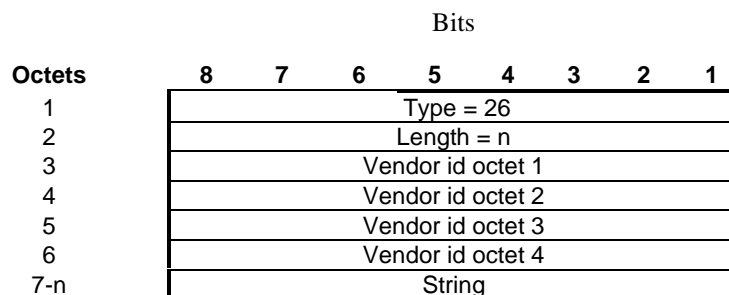 Bits
Octets 8 7 6 5 4 3 2 1
1 Type = 26
2 Length = n
3 Vendor id octet 1
4 Vendor id octet 2
5 Vendor id octet 3
6 Vendor id octet 4
7-n String